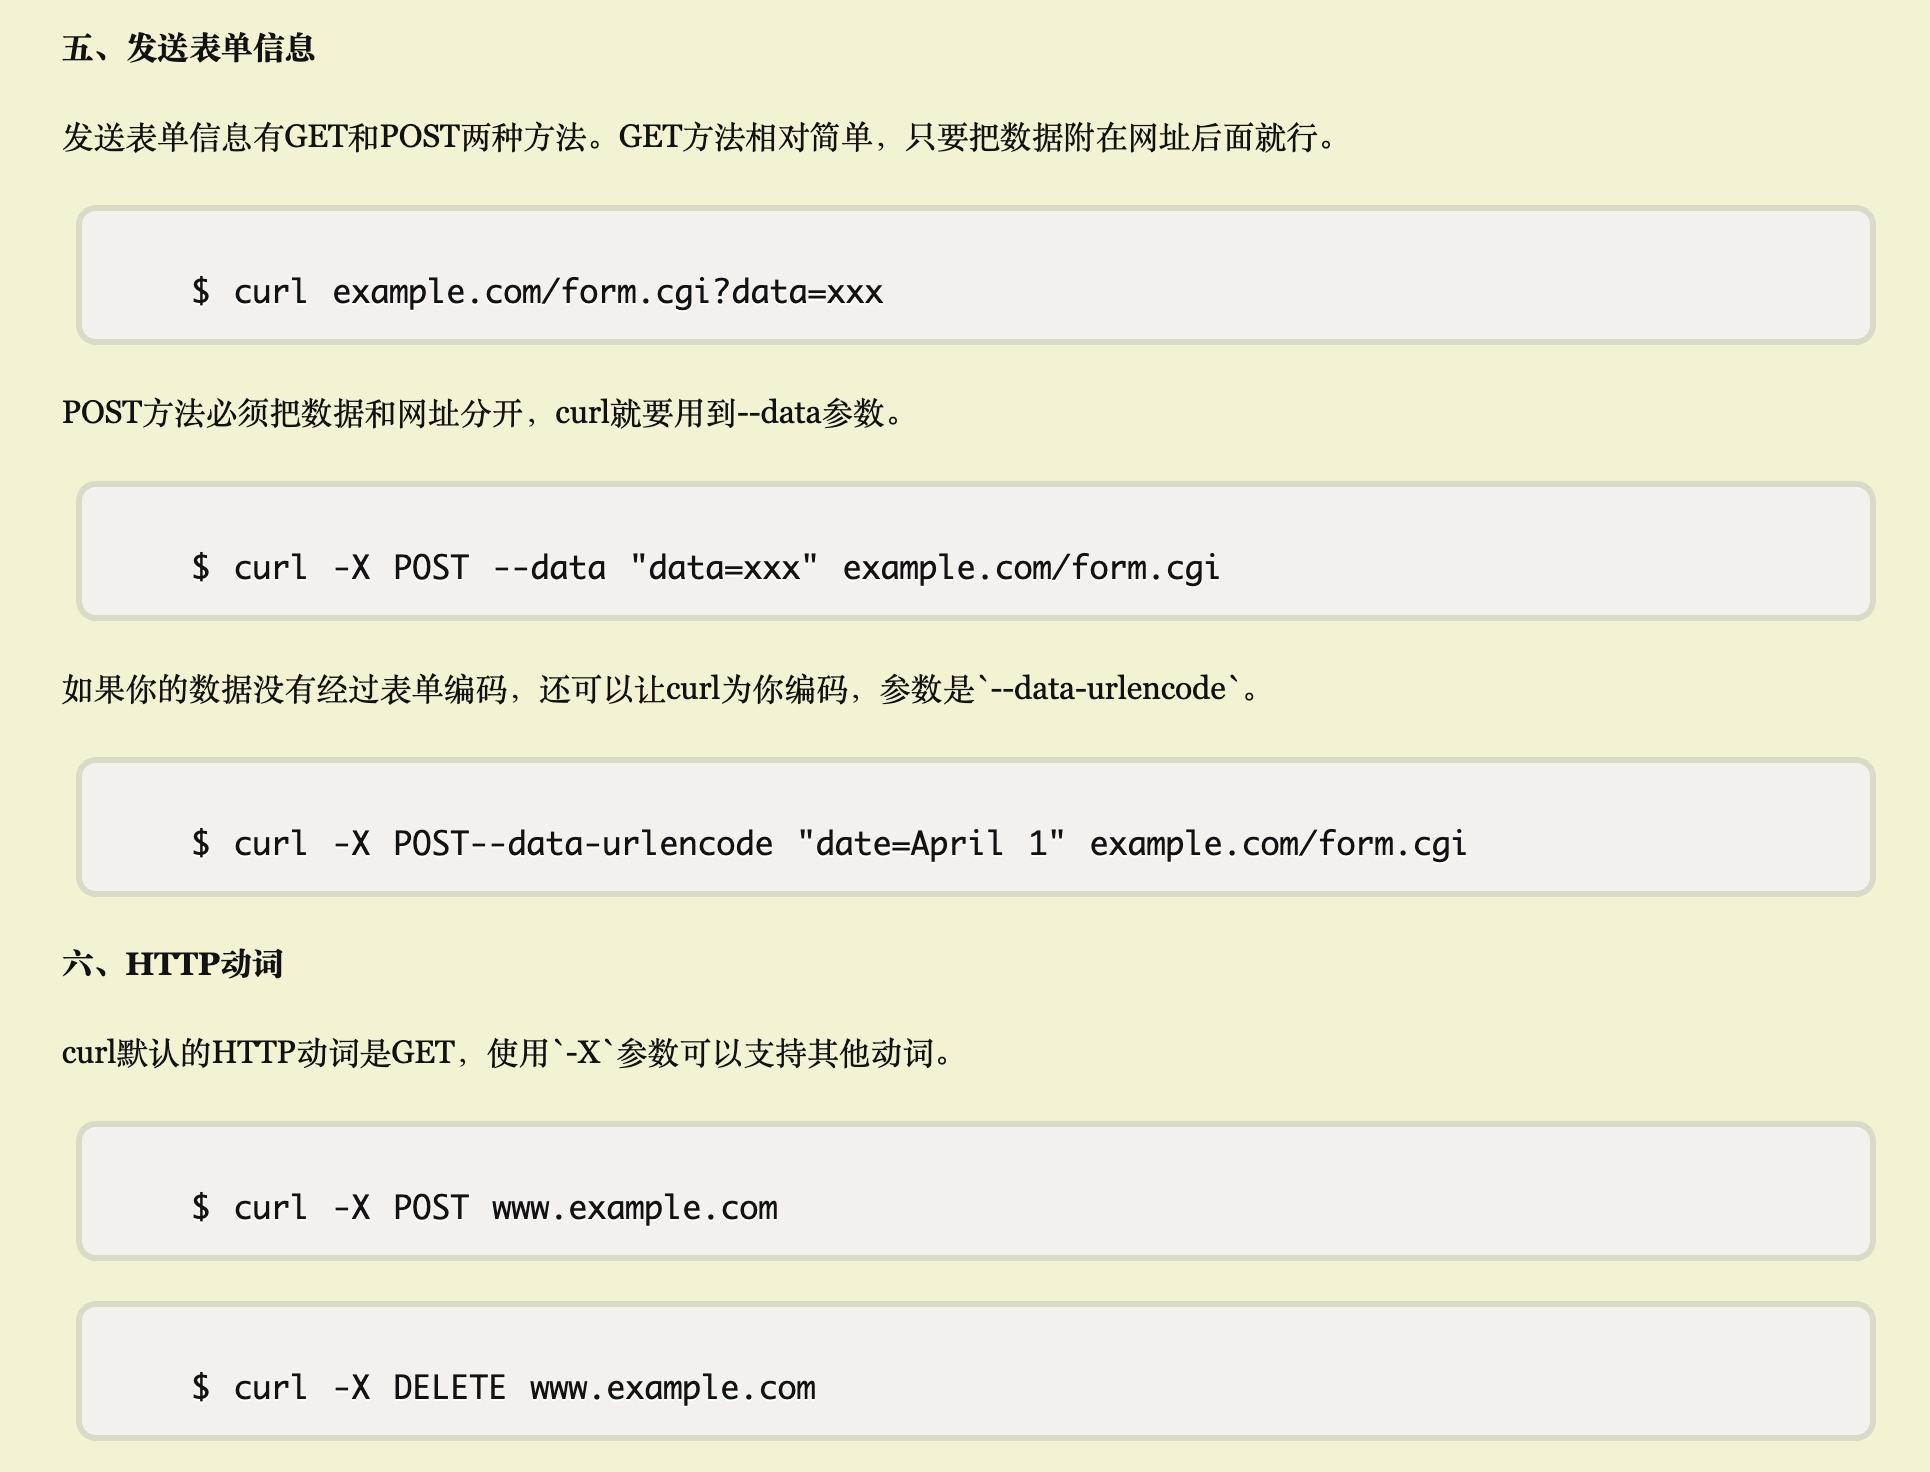 五、发送表单信息
发送表单信息有GET和POST两种方法。GET方法相对简单，只要把数据附在网址后面就行。
$ curl example.com/form.cgi?data=xxx
POST方法必须把数据和网址分开，curl就要用到--data参数。
$ curl -X POST --data "data=xxx" example.com/form.cgi
如果你的数据没有经过表单编码，还可以让curl为你编码，参数是`--data-urlencode`。
$ curl -X POST--data-urlencode "date=April 1" example.com/form.cgi
六、HTTP动词
curl默认的HTTP动词是GET，使用`-X`参数可以支持其他动词。
$ curl -X POST www.example.com
$ curl -X DELETE www.example.com